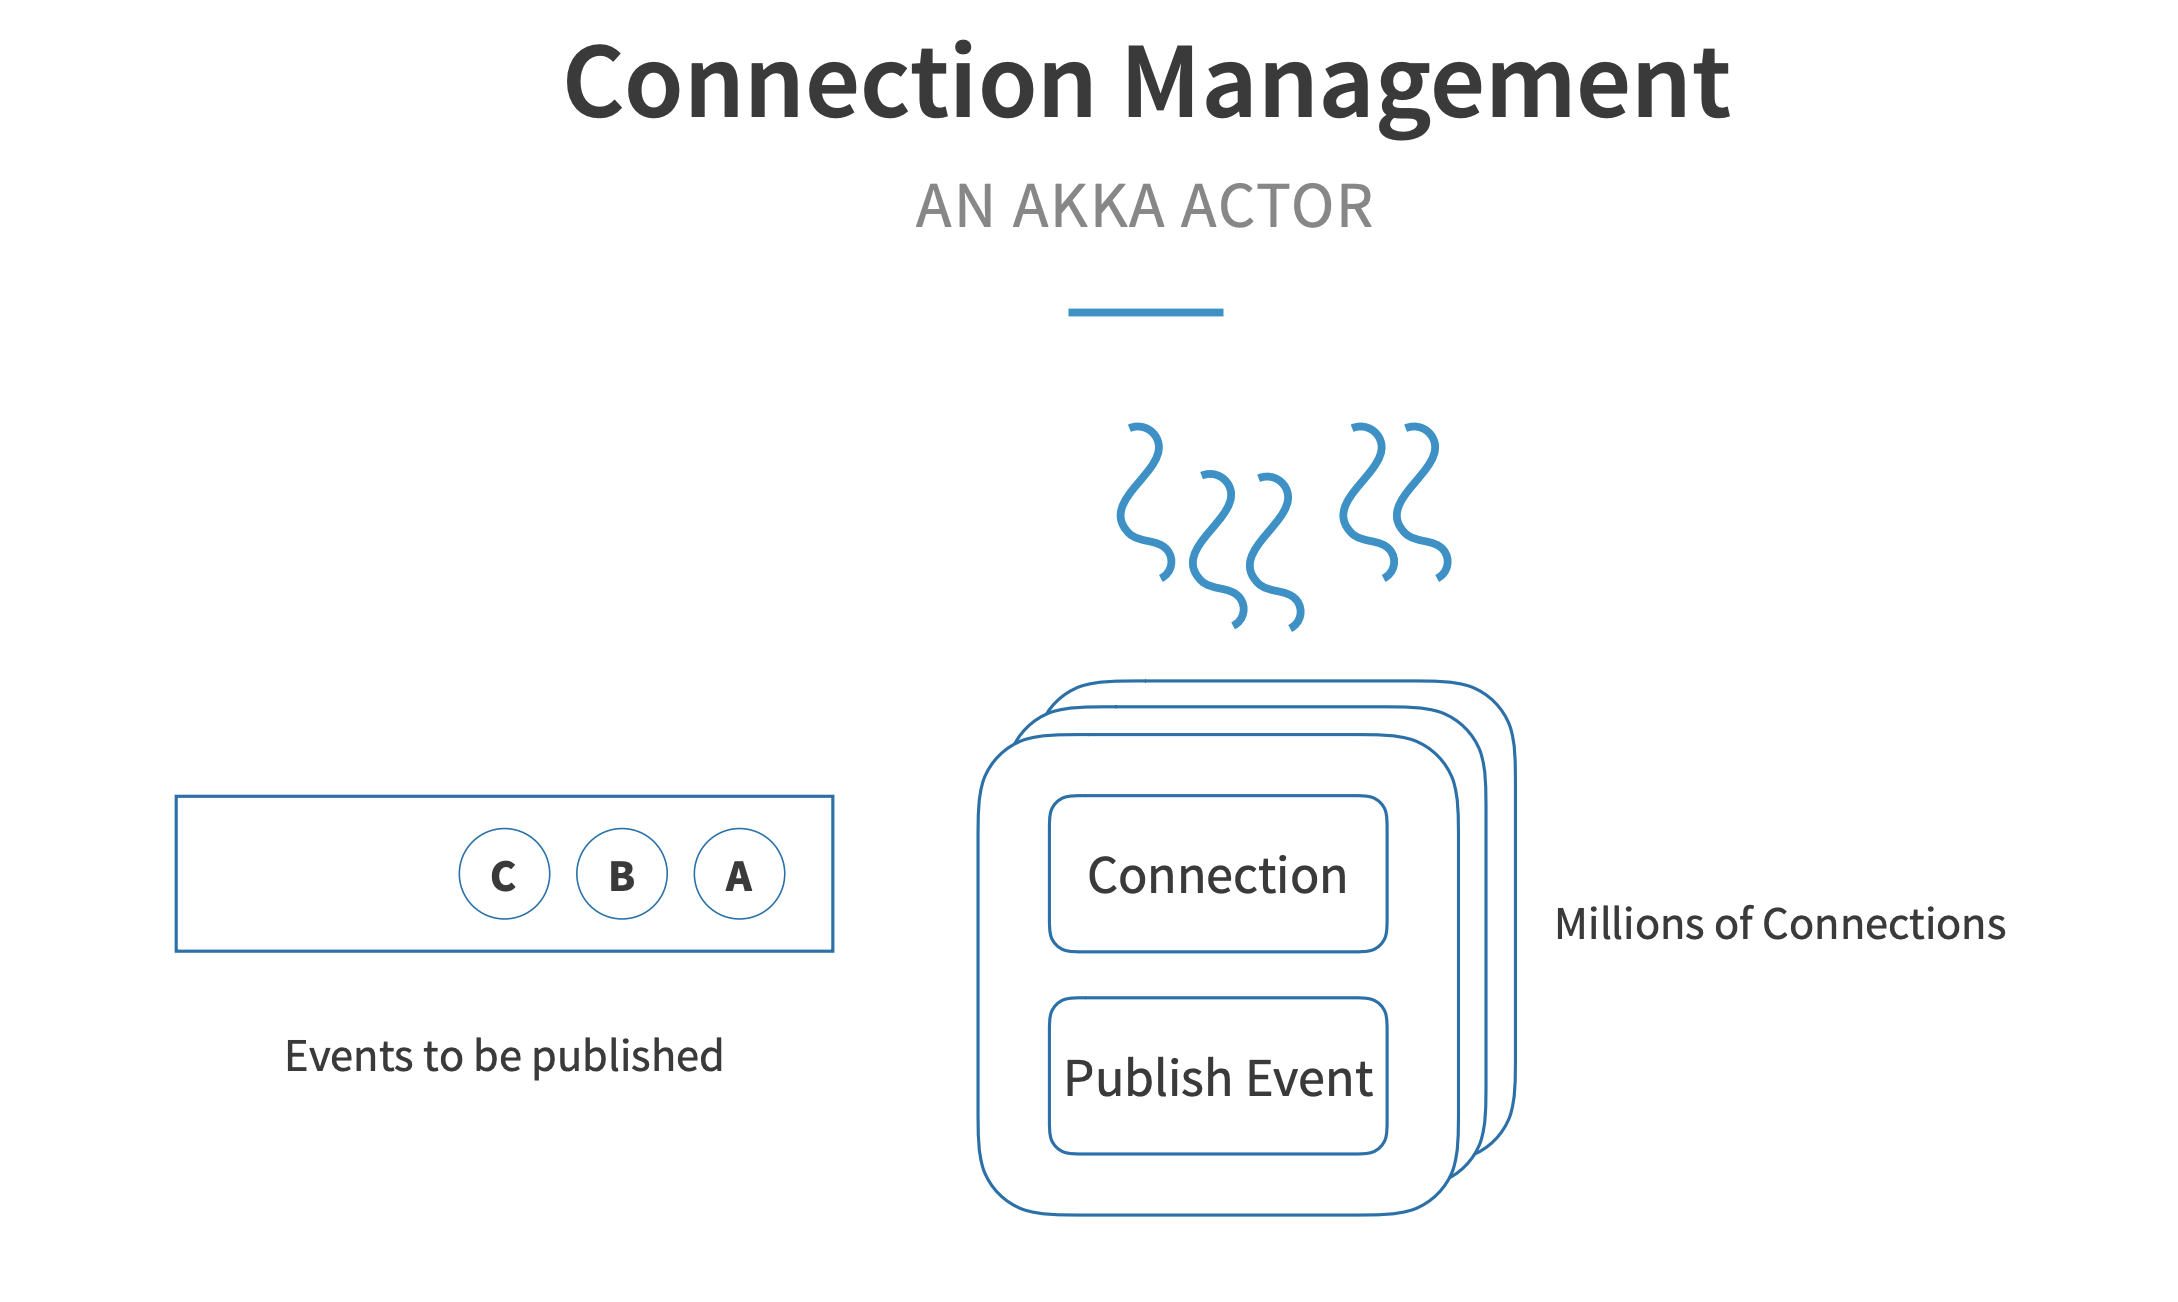 Connection Management
AN AKKA ACTOR
C B A
Events to be published
Connection
Publish Event
Millions of Connections